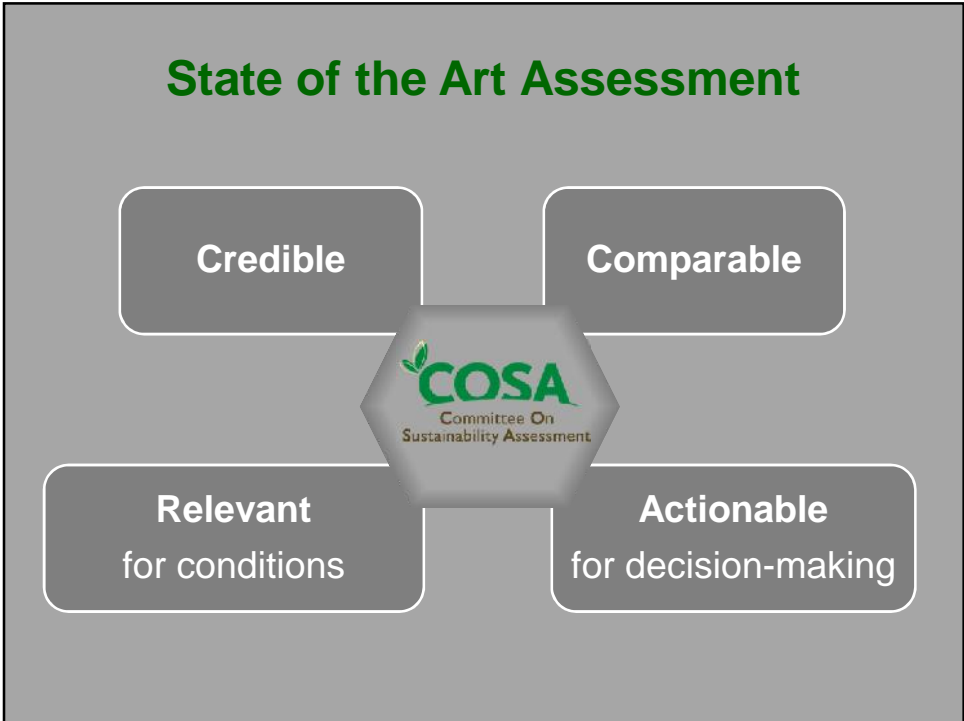 State of the Art Assessment
Credible
Comparable
COSA
Committee On
Sustainability Assessment
Relevant
for conditions
Actionable
for decision-making